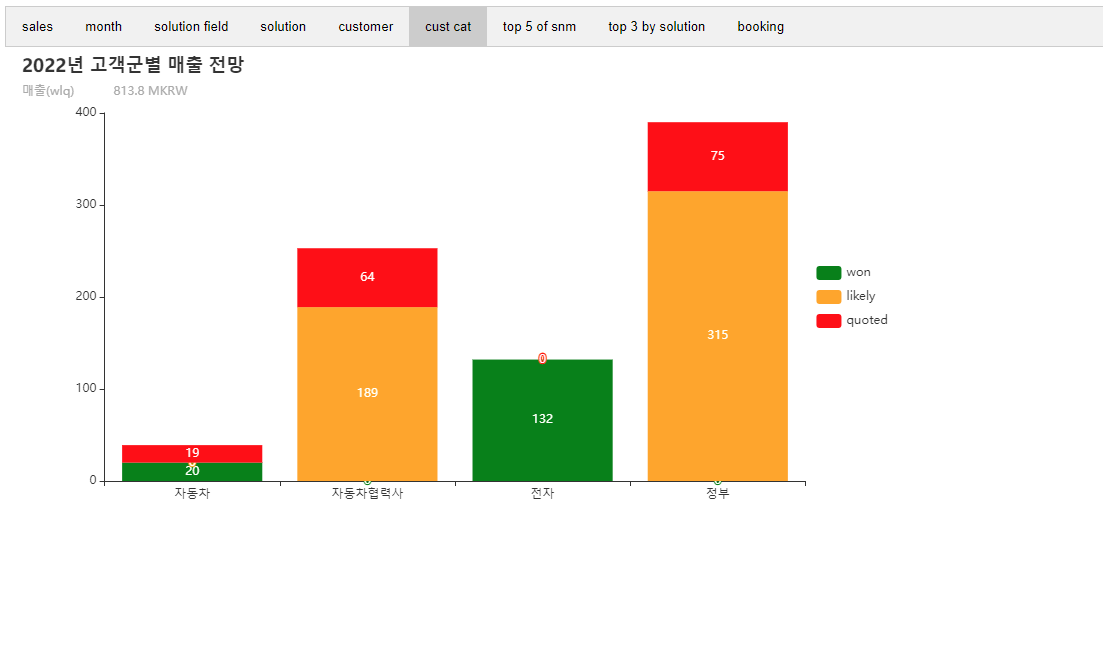 sales month solution field solution customer cust cat top 5 of snm top 3 by solution booking
2022년 고객군별 매출 전망
매출(wlq) 813.8 MKRW
400
75
300
64
won
likely
quoted
200
315
0
189
132
100
19
20
0
자동차 자동차협력사 전자 정부